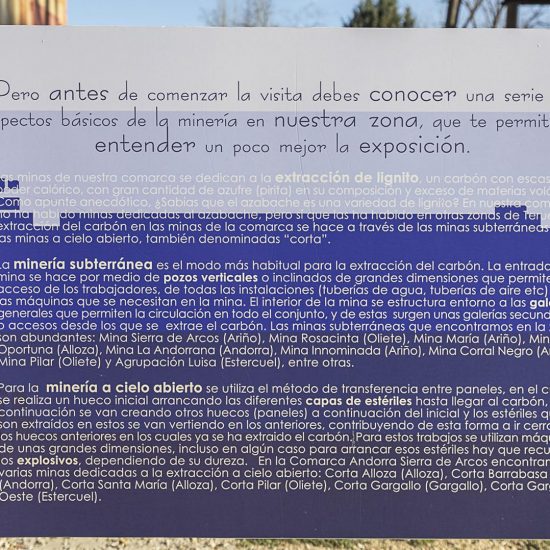 Pero antes de comenzar la visita debes conocer una serie
pectos básicos de la minería en nuestra zona, que te permit
entender un poco mejor la exposición.
as minas de nuestra comarca se dedican a la extracción de lignito, un carbón con escas
oder calórico, con gran cantidad de azufre (pirita) en su composición y exceso de materias volá
omo apunte anecdótico, ¿Sabías que el azabache es una variedad de lignito? En nuestra com
no ha habido minas dedicadas al azabache, pero si que las ha habido en otras zonas de Ter
extracción del carbón en las minas de la comarca se hace a través de las minas subterránea
as minas a cielo abierto, también denominadas “corta”.
La minería subterránea es el modo más habitual para la extracción del carbón. La entrad
mina se hace por medio de pozos verticales o inclinados de grandes dimensiones que permite
acceso de los trabajadores, de todas las instalaciones (tuberías de agua, tuberías de aire etc)
as máquinas que se necesitan en la mina. El interior de la mina se estructura entorno a las gale
generales que permiten la circulación en todo el conjunto, y de estas surgen unas galerías secund
o accesos desde los que se extrae el carbón. Las minas subterráneas que encontramos en la
son abundantes: Mina Sierra de Arcos (Ariño), Mina Rosacinta (Oliete), Mina María (Ariño), M
Oportuna (Alloza), Mina La Andorrana (Andorra), Mina Innominada (Ariño), Mina Corral Negro (A
Mina Pilar (Oliete) y Agrupación Luisa (Estercuel), entre otras.
Para la minería a cielo abierto se utiliza el método de transferencia entre paneles, en el c
se realiza un hueco inicial arrancando las diferentes capas de estériles hasta llegar al carbón,
continuación se van creando otros huecos (paneles) a continuación del inicial y los estériles q
son extraídos en estos se van vertiendo en los anteriores, contribuyendo de esta forma a ir cerra
os huecos anteriores en los cuales ya se ha extraido el carbón. Para estos trabajos se utilizan máq
de unas grandes dimensiones, incluso en algún caso para arrancar esos estériles hay que recu
os explosivos, dependiendo de su dureza. En la Comarca Andorra Sierra de Arcos encontran
varias minas dedicadas a la extracción a cielo abierto: Corta Alloza (Alloza), Corta Barrabasa
(Andorra), Corta Santa María (Alloza), Corta Pilar (Oliete), Corta Gargallo (Gargallo), Corta Gar
Oeste (Estercuel).